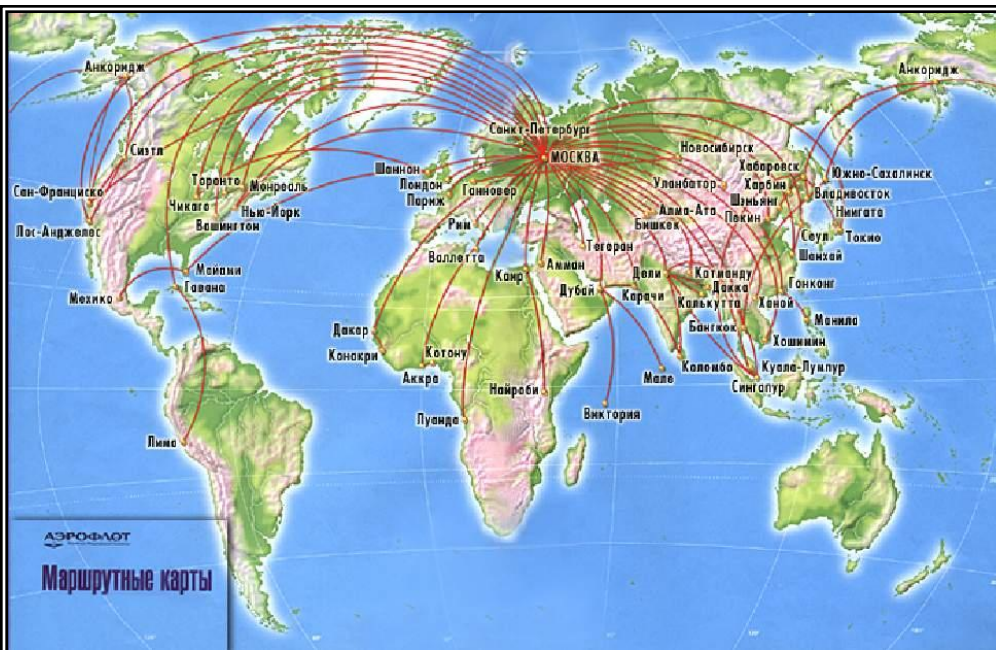 Анкоридж
Анкоридж
Санкт-Петербург
МОСКВА
Новосибирск
Сиэтл
Шаннон
Хабаровск
Южно-Сахалинск
Торонто
Монреаль
Лондон
Ганновер
Уланбатор
Харбин
Владивосток
Сан-Франциско
Париж
Шэньянг
Чикаго
Нью-Йорк
Алма-Ата
Пекин
Ниигата
Вашингтон
Рим
Бишкек
Лос-Анджелес
Сеул
Токио
Тегеран
Валлетта
Шанхай
Майами
Каир
Амман
Дели
Катманду
Мехико
Гавана
Дубай
Карачи
Дакка
Гонконг
Калькутта
Ханой
Дакар
Бангкок
Манила
Конакри
Котону
Хошимин
Аккра
Коломбо
Куала-Лумпур
Найроби
Мале
Сингапур
Луанда
Виктория
Лима
АЭРОФЛОТ
Маршрутные карты